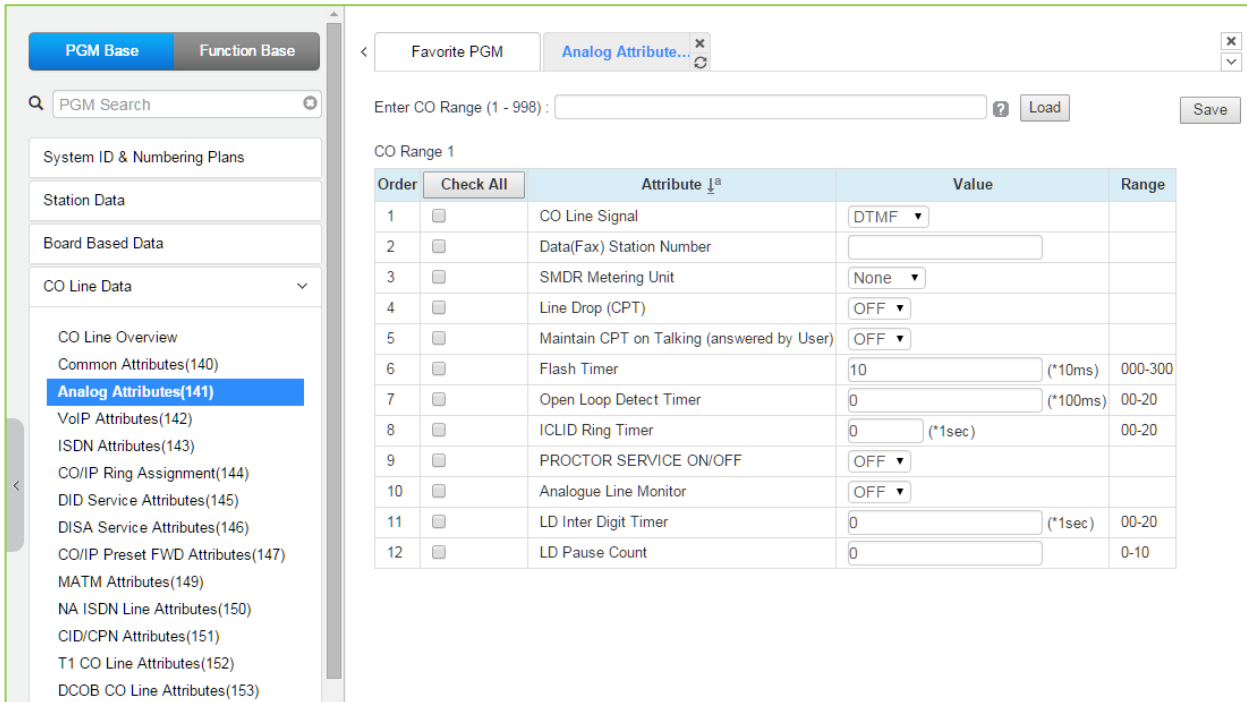 PGM Base Function Base
PGM Search
System ID & Numbering Plans
Station Data
Board Based Data
CO Line Data
CO Line Overview
Common Attributes(140)
Analog Attributes(141)
VoIP Attributes(142)
ISDN Attributes(143)
CO/IP Ring Assignment(144)
DID Service Attributes(145)
DISA Service Attributes(146)
CO/IP Preset FWD Attributes(147)
MATM Attributes(149)
NA ISDN Line Attributes(150)
CID/CPN Attributes(151)
T1 CO Line Attributes(152)
DCOB CO Line Attributes(153)
Favorite PGM Analog Attribute...
Enter CO Range (1 - 998) : Load Save
CO Range 1
Order Check All Attribute Value Range
1 CO Line Signal DTMF
2 Data(Fax) Station Number
3 SMDR Metering Unit None
4 Line Drop (CPT) OFF
5 Maintain CPT on Talking (answered by User) OFF
6 Flash Timer 10 (*10ms) 000-300
7 Open Loop Detect Timer 0 (*100ms) 00-20
8 ICLID Ring Timer 0 (*1sec) 00-20
9 PROCTOR SERVICE ON/OFF OFF
10 Analogue Line Monitor OFF
11 LD Inter Digit Timer 0 (*1sec) 00-20
12 LD Pause Count 0 0-10